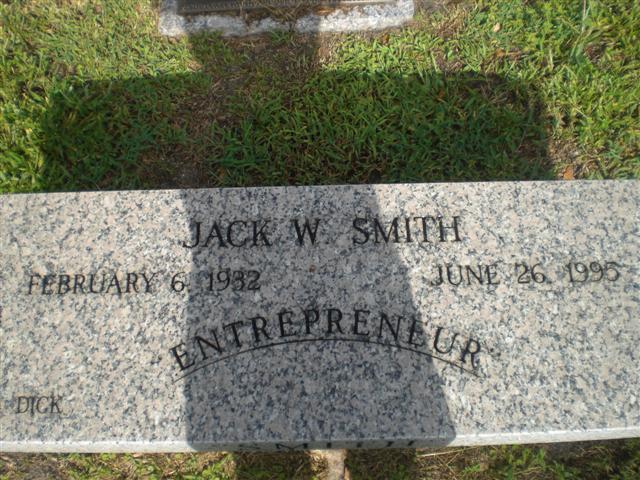 JACK W. SMITH
FEBRUARY 6, 1932 JUNE 26, 1995
ENTREPRENEUR
DICK